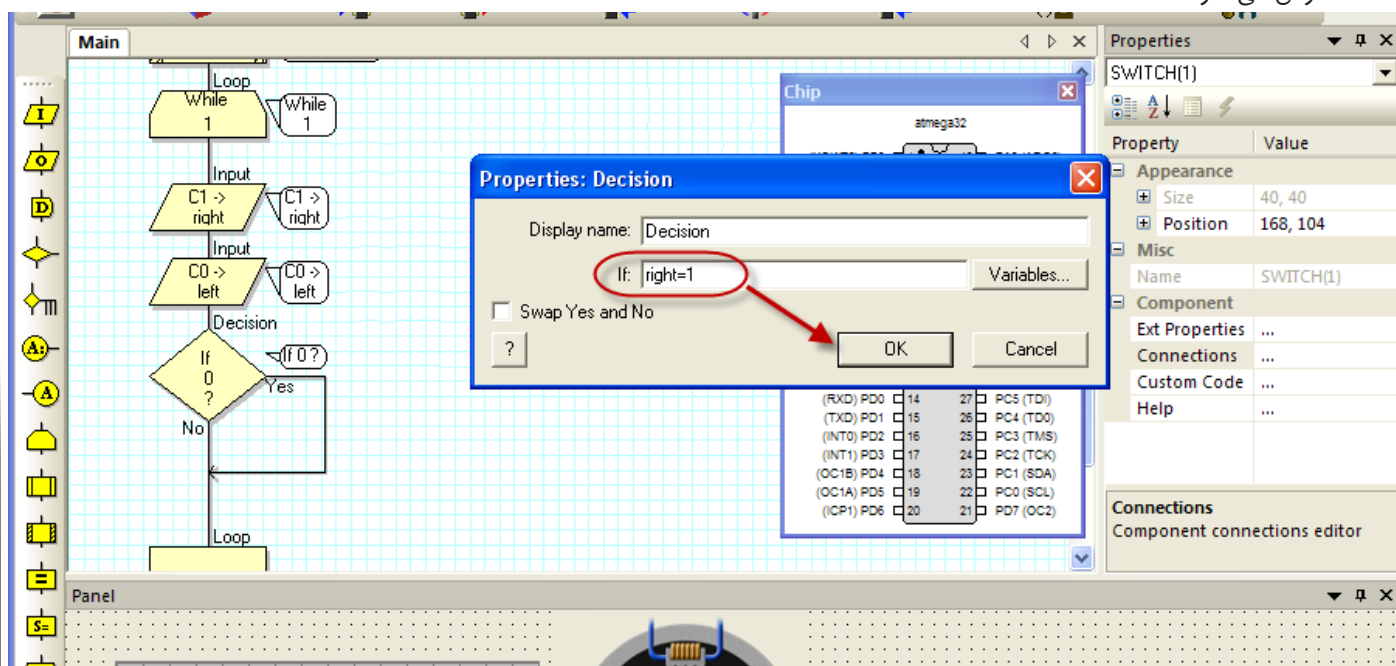 Main
Loop
While
1
While
1
Input
C1 ->
right
C1 ->
right
Input
C0 ->
left
C0 ->
left
Decision
If
0
?
If 0 ?
Yes
No
Loop
Chip
atmega32
(RXD) PD0 14 27 PC5 (TDI)
(TXD) PD1 15 26 PC4 (TD0)
(INT0) PD2 16 25 PC3 (TMS)
(INT1) PD3 17 24 PC2 (TCK)
(OC1B) PD4 18 23 PC1 (SDA)
(OC1A) PD5 19 22 PC0 (SCL)
(ICP1) PD6 20 21 PD7 (OC2)
Properties: Decision
Display name: Decision
If: right=1 Variables...
Swap Yes and No
? OK Cancel
Properties
SWITCH(1)
Property Value
Appearance
Size 40, 40
Position 168, 104
Misc
Name SWITCH(1)
Component
Ext Properties ...
Connections ...
Custom Code ...
Help ...
Connections
Component connections editor
Panel
I
O
D
A:
A
=
S=